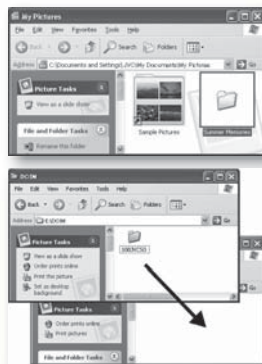 My Pictures
File Edit View Favorites Tools Help
Back Search Folders
Address C:\Documents and Settings\JVC\My Documents\My Pictures Go
Picture Tasks
View as a slide show
File and Folder Tasks
Rename this folder
Sample Pictures
Summer Memories
DCIM
File Edit View Favorites Tools Help
Back Search Folders
Address E:\DCIM Go
Picture Tasks
View as a slide show
Order prints online
Print this picture
Set as desktop
background
Picture Tasks
Order prints online
Print pictures
File and Folder Tasks